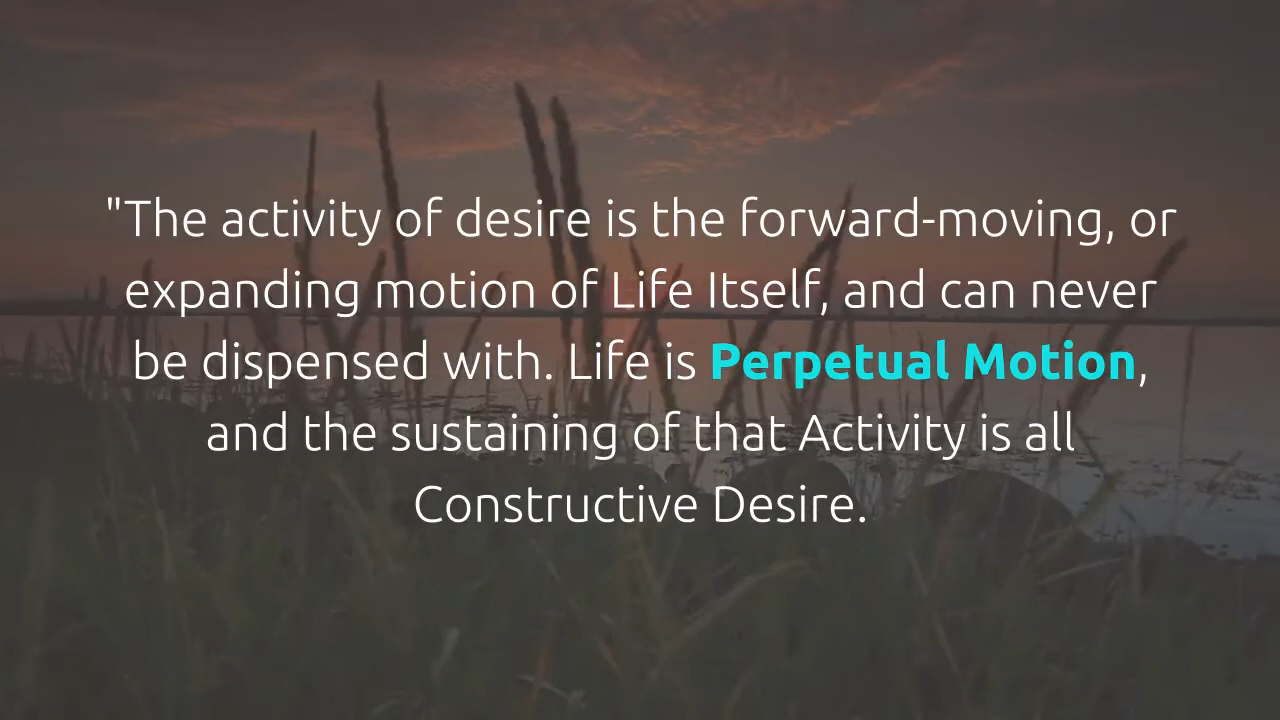 "The activity of desire is the forward-moving, or
expanding motion of Life Itself, and can never
be dispensed with. Life is Perpetual Motion,
and the sustaining of that Activity is all
Constructive Desire.